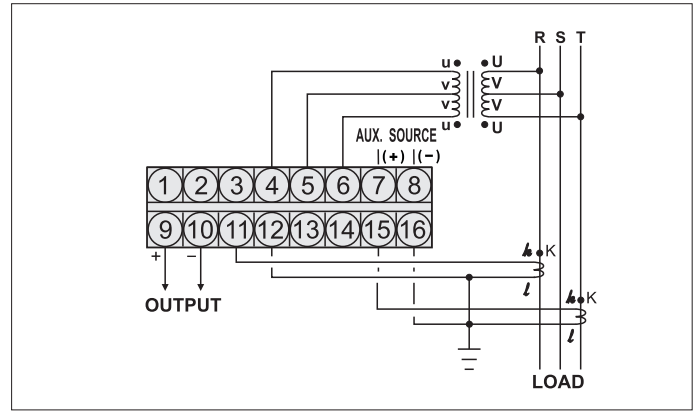 R S T
u U
v V
v V
u U
AUX. SOURCE
(+) (-)
1 2 3 4 5 6 7 8
9 10 11 12 13 14 15 16
+ −
OUTPUT
k K
l
k K
l
LOAD